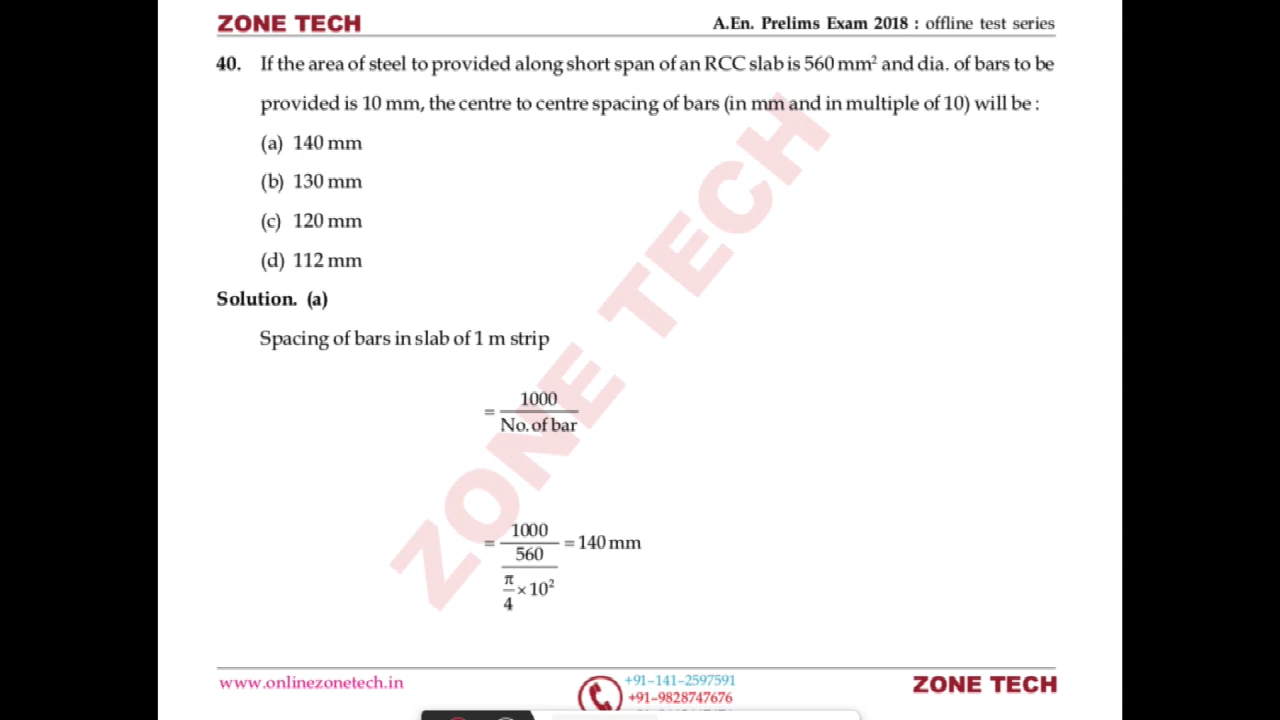 ZONE TECH
A.En. Prelims Exam 2018 : offline test series
40. If the area of steel to provided along short span of an RCC slab is 560 mm² and dia. of bars to be
provided is 10 mm, the centre to centre spacing of bars (in mm and in multiple of 10) will be :
(a) 140 mm
(b) 130 mm
(c) 120 mm
(d) 112 mm
Solution. (a)
Spacing of bars in slab of 1 m strip
= 1000
No. of bar
= 1000
560
π
4
× 10²
= 140 mm
ZONE TECH
www.onlinezonetech.in
+91-141-2597591
+91-9828747676
ZONE TECH